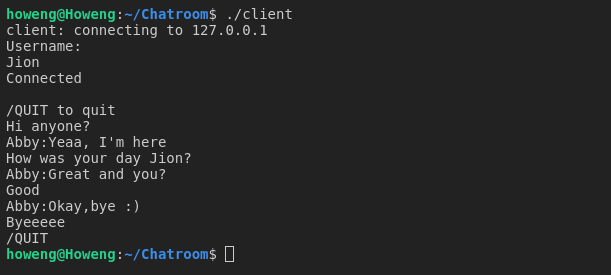 howeng@Howeng:~/Chatroom$ ./client
client: connecting to 127.0.0.1
Username:
Jion
Connected
/QUIT to quit
Hi anyone?
Abby:Yeaa, I'm here
How was your day Jion?
Abby:Great and you?
Good
Abby:Okay,bye :)
Byeeeee
/QUIT
howeng@Howeng:~/Chatroom$